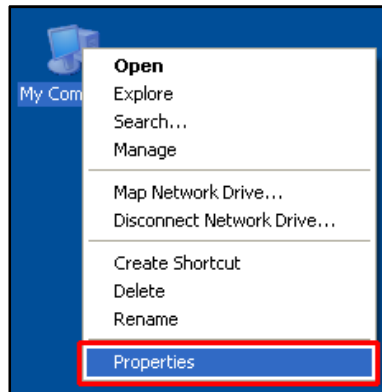 My Com
Open
Explore
Search...
Manage
Map Network Drive...
Disconnect Network Drive...
Create Shortcut
Delete
Rename
Properties